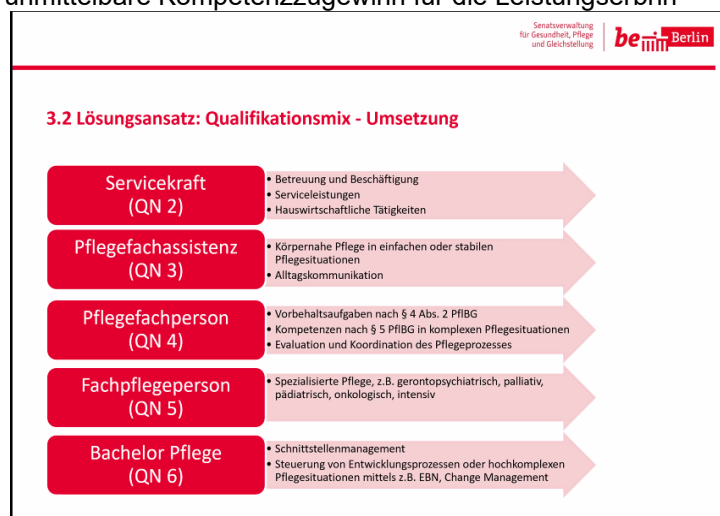 unmittelbare Kompetenzzugewinn für die Leistungserbrin
Senatsverwaltung
für Gesundheit, Pflege
und Gleichstellung
be Berlin
3.2 Lösungsansatz: Qualifikationsmix - Umsetzung
Servicekraft
(QN 2)
• Betreuung und Beschäftigung
• Serviceleistungen
• Hauswirtschaftliche Tätigkeiten
Pflegefachassistenz
(QN 3)
• Körpernahe Pflege in einfachen oder stabilen
Pflegesituationen
• Alltagskommunikation
Pflegefachperson
(QN 4)
• Vorbehaltsaufgaben nach § 4 Abs. 2 PflBG
• Kompetenzen nach § 5 PflBG in komplexen Pflegesituationen
• Evaluation und Koordination des Pflegeprozesses
Fachpflegeperson
(QN 5)
• Spezialisierte Pflege, z.B. gerontopsychiatrisch, palliativ,
pädiatrisch, onkologisch, intensiv
Bachelor Pflege
(QN 6)
• Schnittstellenmanagement
• Steuerung von Entwicklungsprozessen oder hochkomplexen
Pflegesituationen mittels z.B. EBN, Change Management